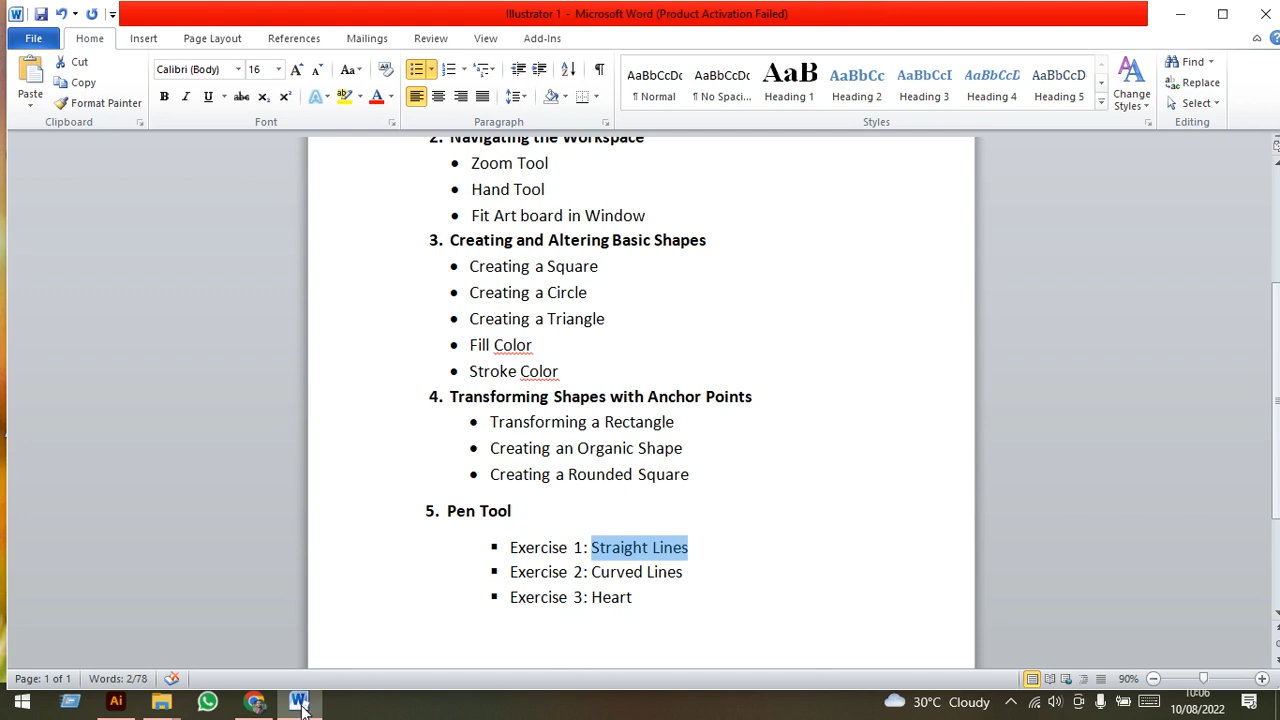 Illustrator 1 - Microsoft Word (Product Activation Failed)
File Home Insert Page Layout References Mailings Review View Add-Ins
Paste
Cut
Copy
Format Painter
Clipboard
Calibri (Body) 16
Font
Paragraph
AaBbCcDc AaBbCcDc AaB AaBbCc AaBbCcI AaBbCcI AaBbCcD
¶ Normal ¶ No Spaci... Heading 1 Heading 2 Heading 3 Heading 4 Heading 5
Change Styles
Styles
Find
Replace
Select
Editing
2. Navigating the Workspace
• Zoom Tool
• Hand Tool
• Fit Art board in Window
3. Creating and Altering Basic Shapes
• Creating a Square
• Creating a Circle
• Creating a Triangle
• Fill Color
• Stroke Color
4. Transforming Shapes with Anchor Points
• Transforming a Rectangle
• Creating an Organic Shape
• Creating a Rounded Square
5. Pen Tool
▪ Exercise 1: Straight Lines
▪ Exercise 2: Curved Lines
▪ Exercise 3: Heart
Page: 1 of 1 Words: 2/78 90%
30°C Cloudy
10:06
10/08/2022